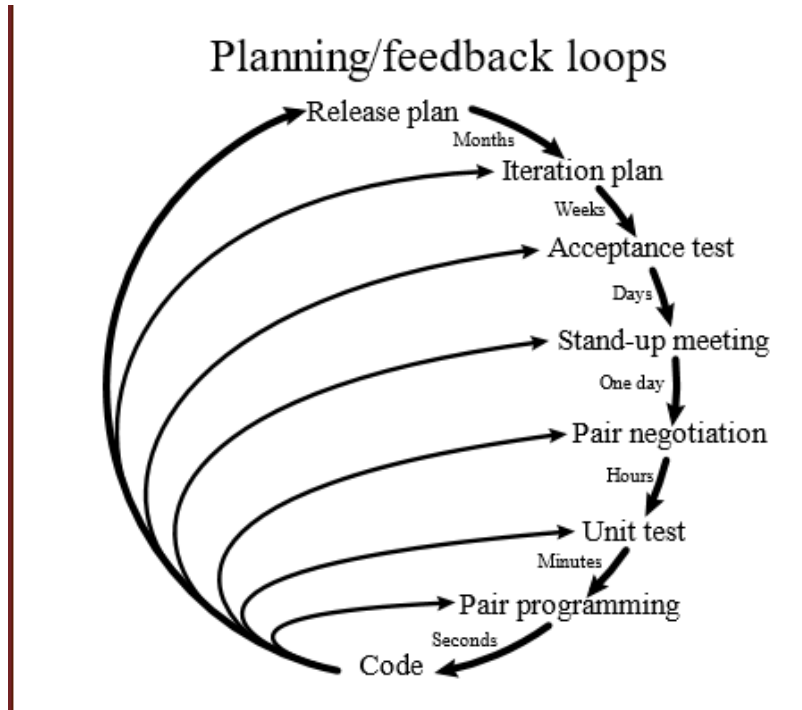 Planning/feedback loops
Release plan
Months
Iteration plan
Weeks
Acceptance test
Days
Stand-up meeting
One day
Pair negotiation
Hours
Unit test
Minutes
Pair programming
Seconds
Code